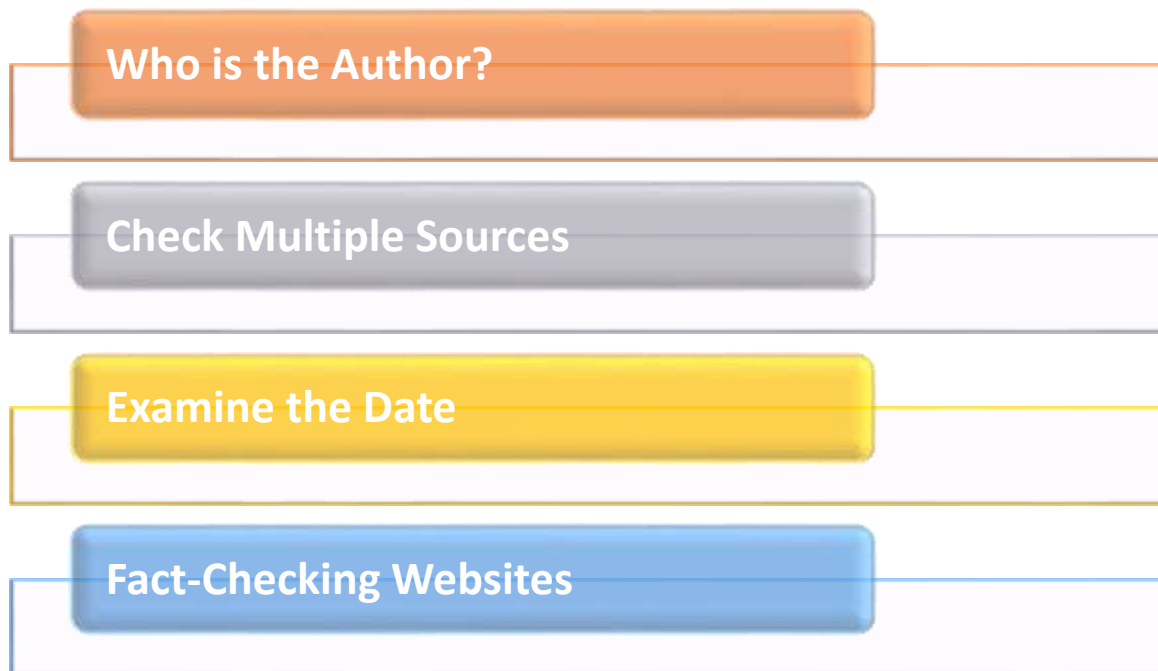 Who is the Author?
Check Multiple Sources
Examine the Date
Fact-Checking Websites